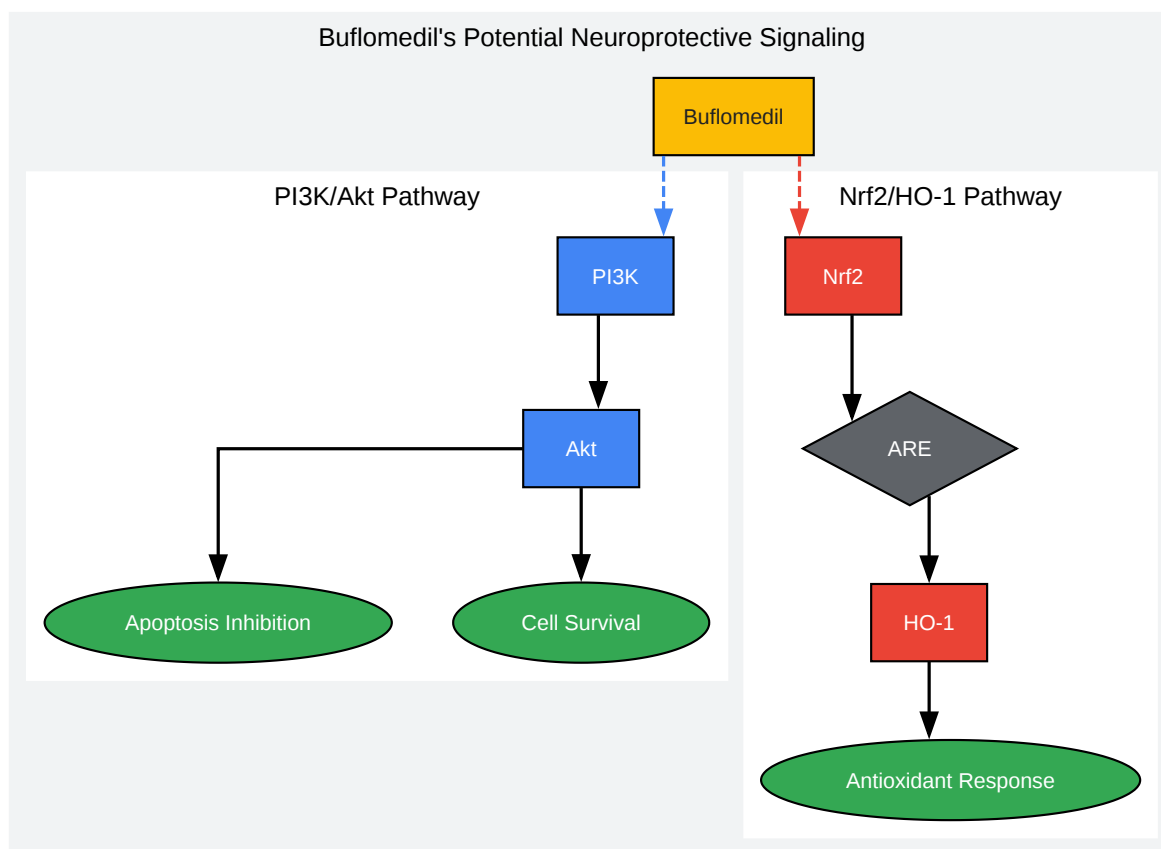 Buflomedil's Potential Neuroprotective Signaling
Buflomedil
PI3K/Akt Pathway
Nrf2/HO-1 Pathway
PI3K
Nrf2
Akt
ARE
Apoptosis Inhibition
Cell Survival
HO-1
Antioxidant Response